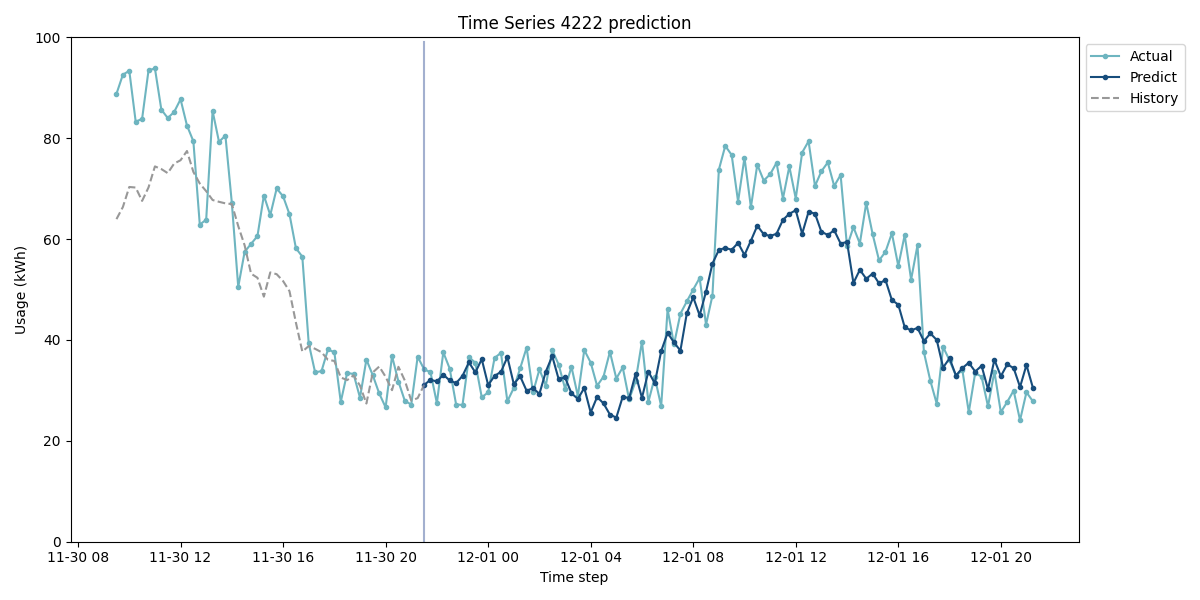 Time Series 4222 prediction
100
80
60
40
20
0
Usage (kWh)
11-30 08
11-30 12
11-30 16
11-30 20
12-01 00
12-01 04
12-01 08
12-01 12
12-01 16
12-01 20
Time step
Actual
Predict
History